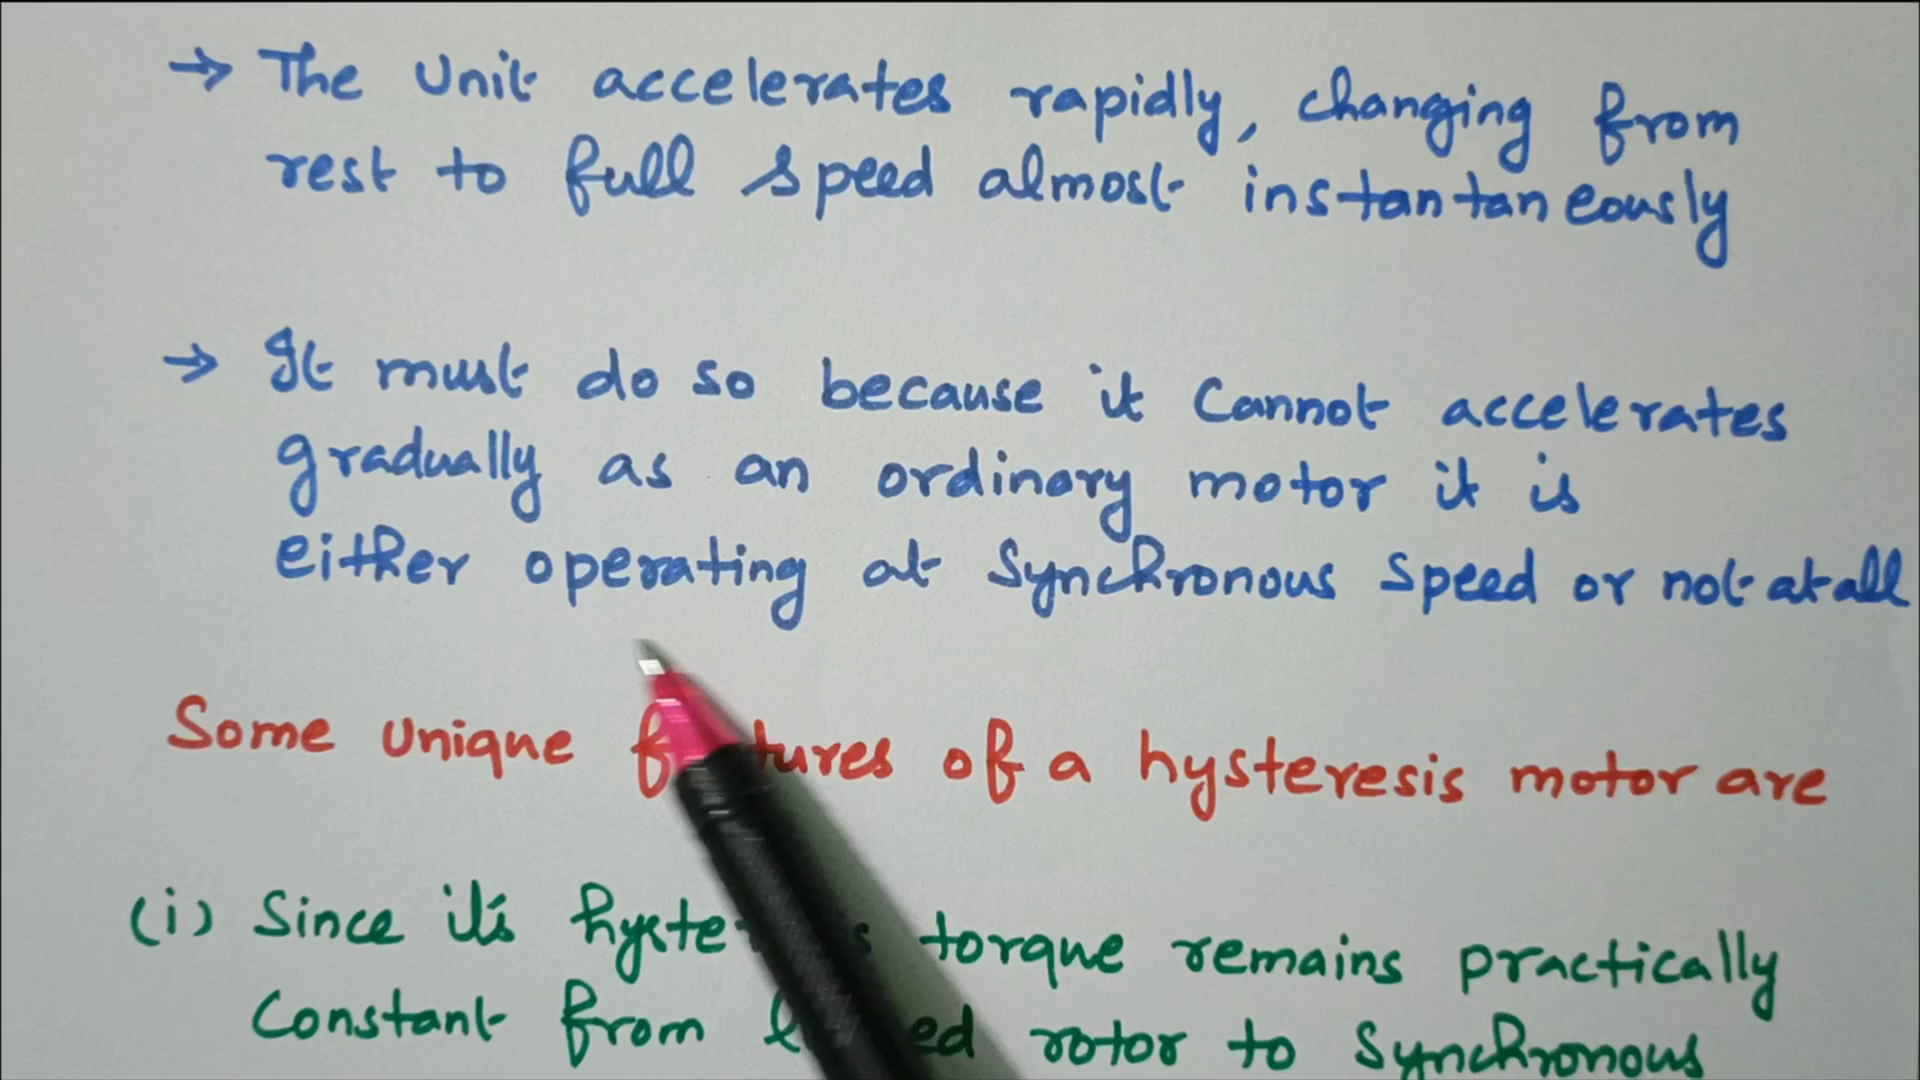 → The Unit accelerates rapidly, changing from
rest to full speed almost instantaneously
→ It must do so because it Cannot accelerates
gradually as an ordinary motor it is
either operating at Synchronous Speed or not at all
Some Unique of a hysteresis motor are
(i) Since it's torque remains practically
Constant from rotor to Synchronous